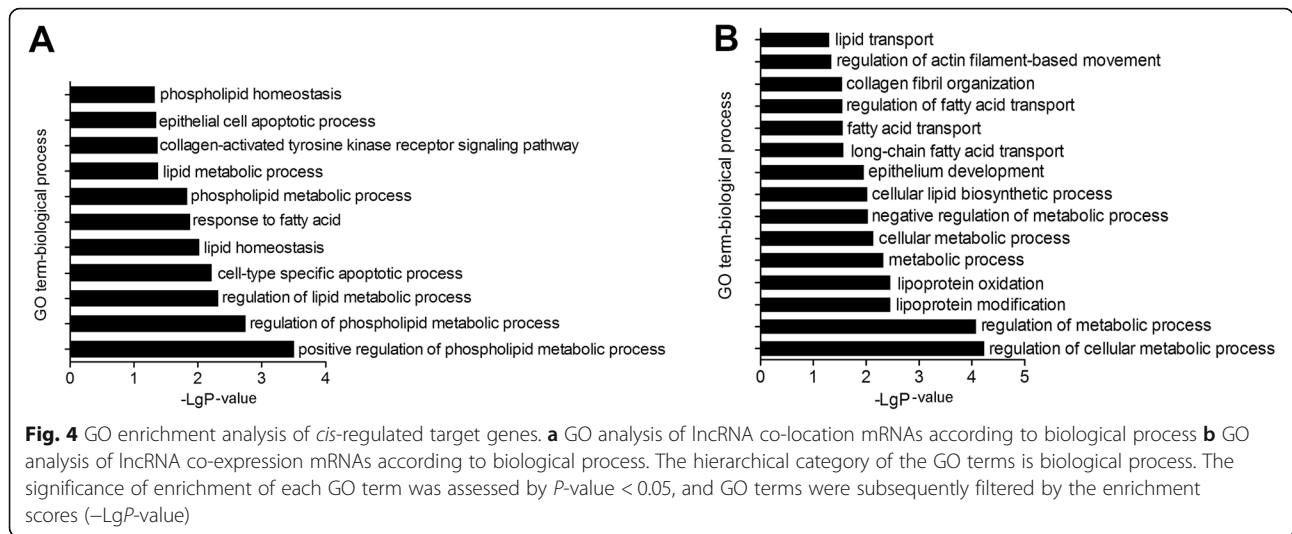 A
GO term-biological process
phospholipid homeostasis
epithelial cell apoptotic process
collagen-activated tyrosine kinase receptor signaling pathway
lipid metabolic process
phospholipid metabolic process
response to fatty acid
lipid homeostasis
cell-type specific apoptotic process
regulation of lipid metabolic process
regulation of phospholipid metabolic process
positive regulation of phospholipid metabolic process
0 1 2 3 4
-LgP-value
B
GO term-biological process
lipid transport
regulation of actin filament-based movement
collagen fibril organization
regulation of fatty acid transport
fatty acid transport
long-chain fatty acid transport
epithelium development
cellular lipid biosynthetic process
negative regulation of metabolic process
cellular metabolic process
metabolic process
lipoprotein oxidation
lipoprotein modification
regulation of metabolic process
regulation of cellular metabolic process
0 1 2 3 4 5
-LgP-value
Fig. 4 GO enrichment analysis of cis-regulated target genes. a GO analysis of lncRNA co-location mRNAs according to biological process b GO
analysis of lncRNA co-expression mRNAs according to biological process. The hierarchical category of the GO terms is biological process. The
significance of enrichment of each GO term was assessed by P-value < 0.05, and GO terms were subsequently filtered by the enrichment
scores (−LgP-value)